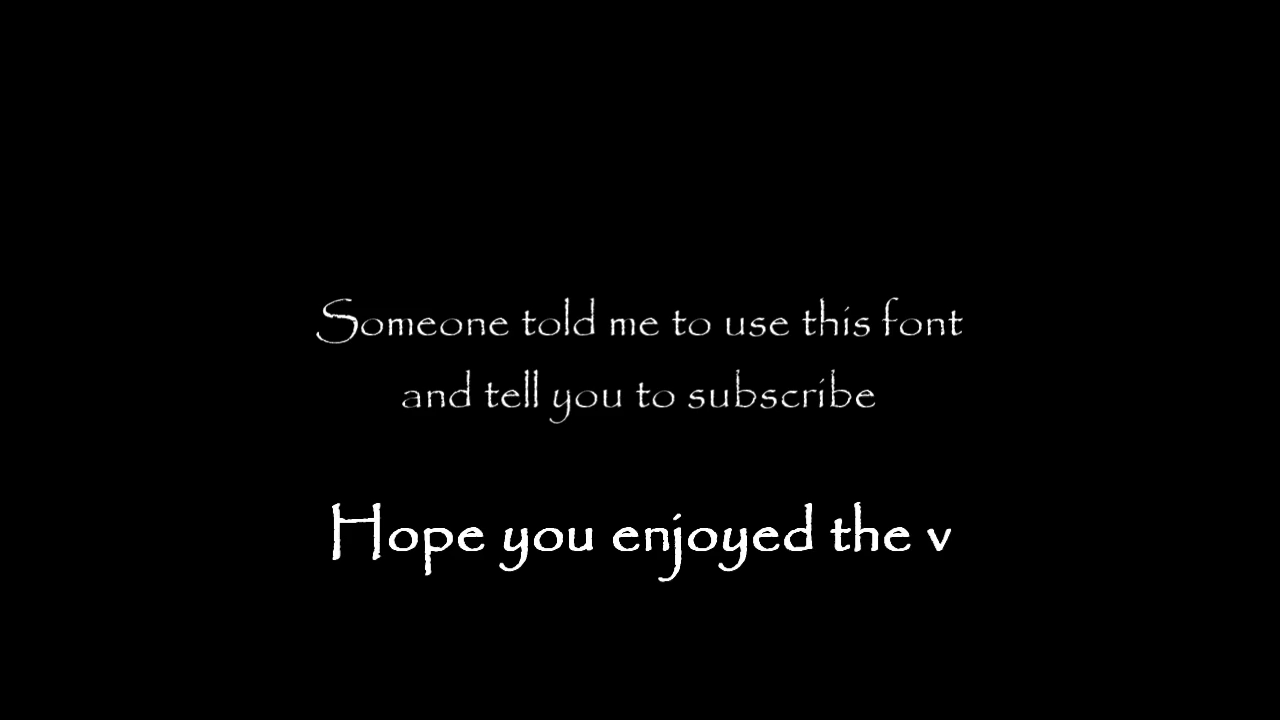 Someone told me to use this font
and tell you to subscribe
Hope you enjoyed the v